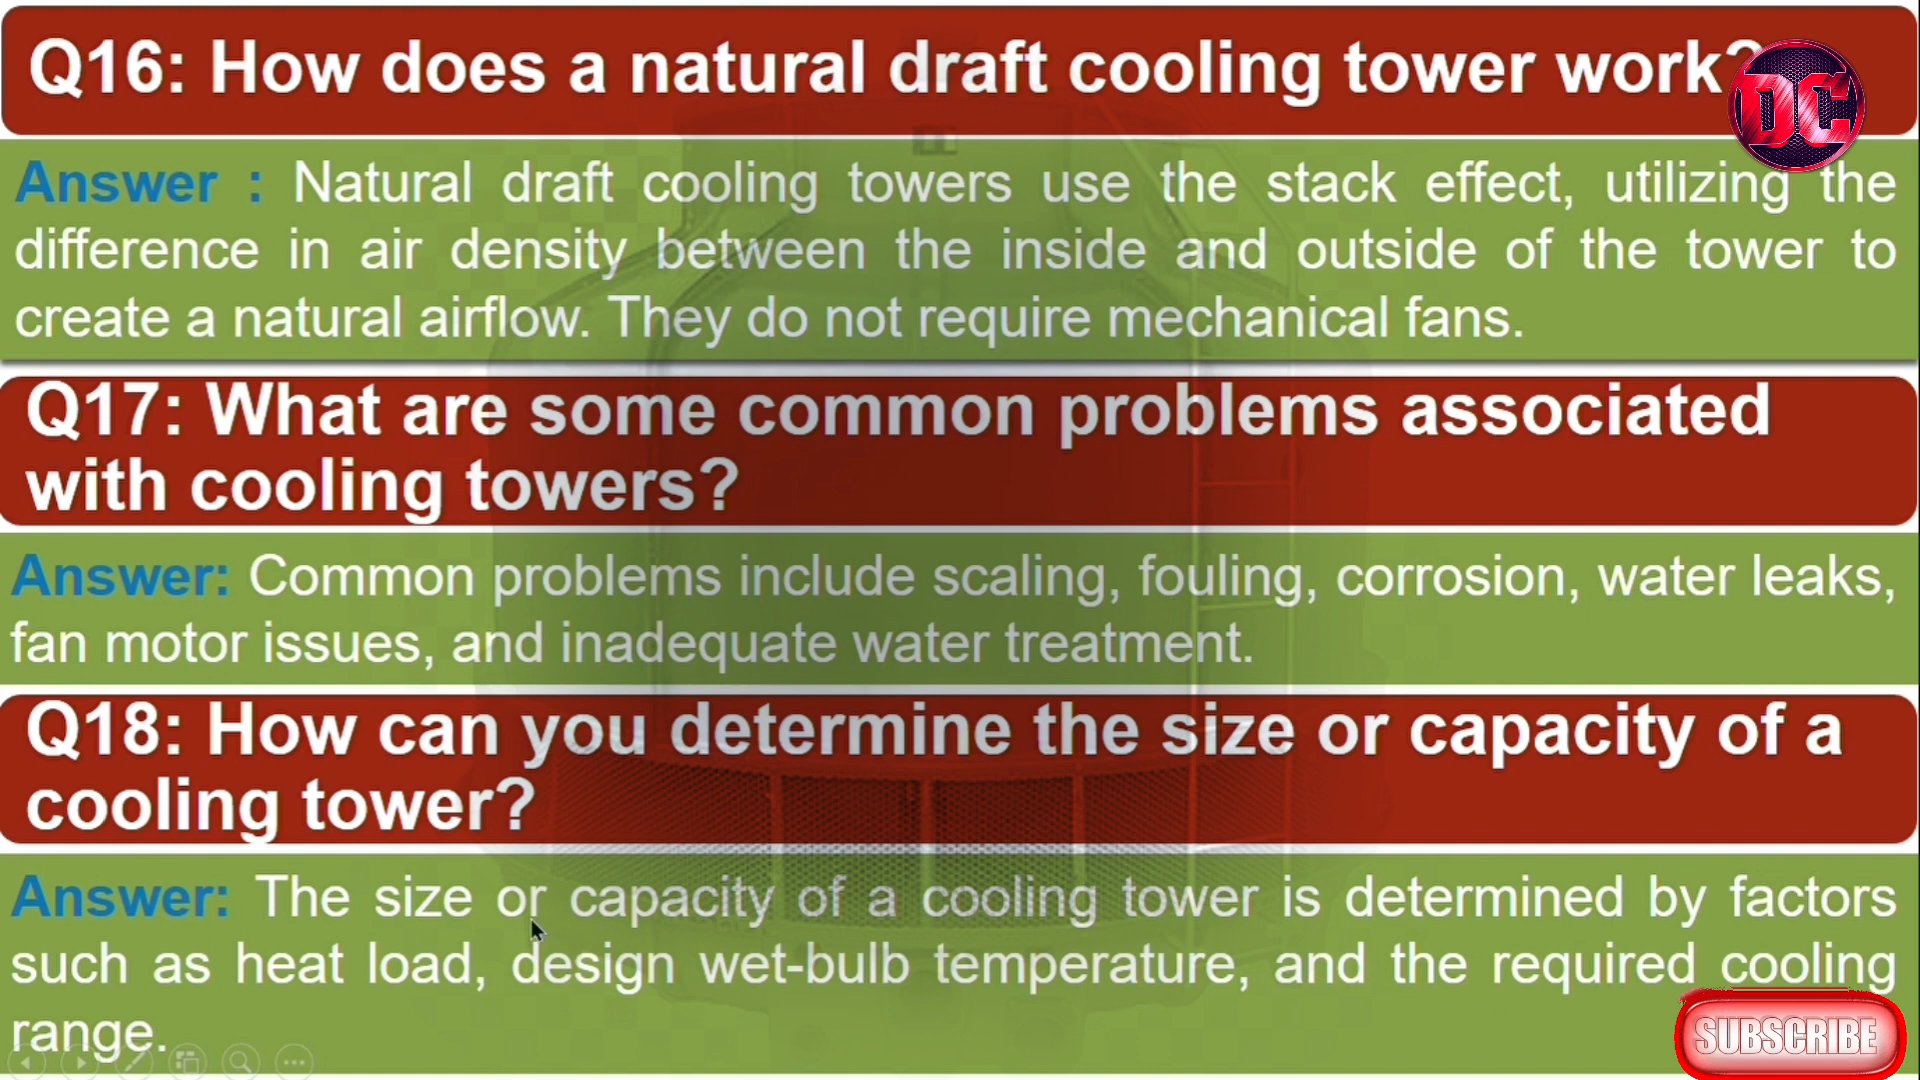 Q16: How does a natural draft cooling tower work?
DC
Answer : Natural draft cooling towers use the stack effect, utilizing the
difference in air density between the inside and outside of the tower to
create a natural airflow. They do not require mechanical fans.
Q17: What are some common problems associated
with cooling towers?
Answer: Common problems include scaling, fouling, corrosion, water leaks,
fan motor issues, and inadequate water treatment.
Q18: How can you determine the size or capacity of a
cooling tower?
Answer: The size or capacity of a cooling tower is determined by factors
such as heat load, design wet-bulb temperature, and the required cooling
range.
SUBSCRIBE